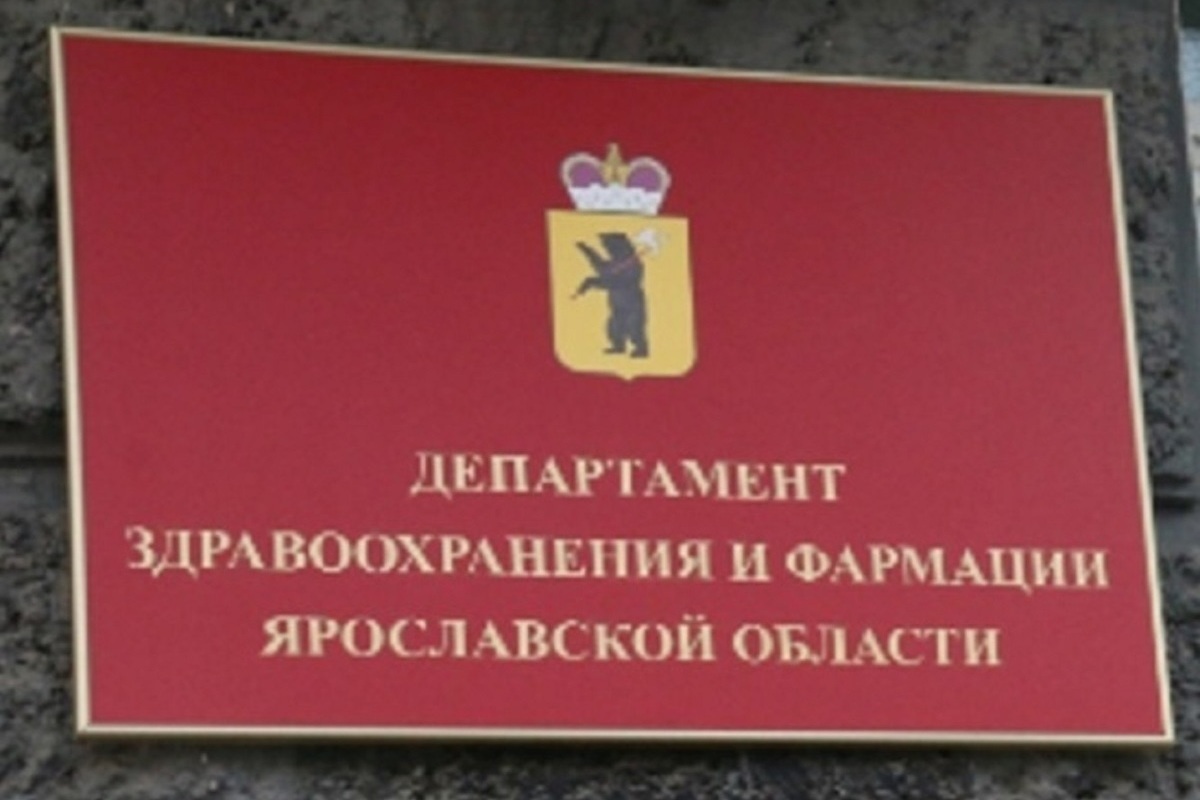 ДЕПАРТАМЕНТ
ЗДРАВООХРАНЕНИЯ И ФАРМАЦИИ
ЯРОСЛАВСКОЙ ОБЛАСТИ